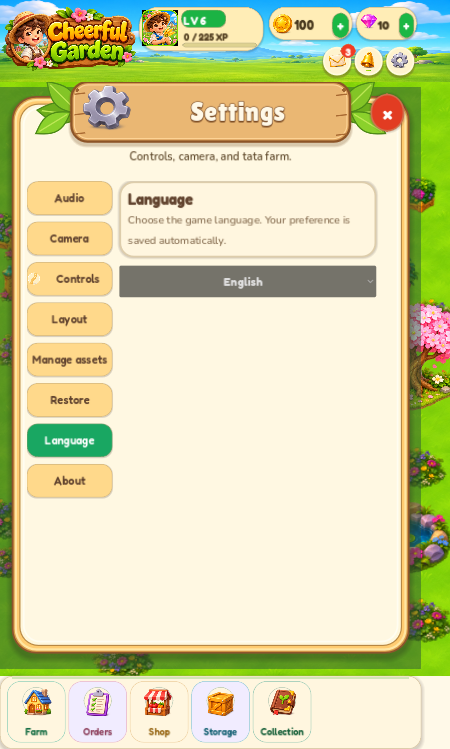 Cheerful
Garden
LV 6
0 / 225 XP
100
+
10
+
3
Settings
Controls, camera, and tata farm.
Audio
Camera
Controls
Layout
Manage assets
Restore
Language
About
Language
Choose the game language. Your preference is
saved automatically.
English
Farm
Orders
Shop
Storage
Collection